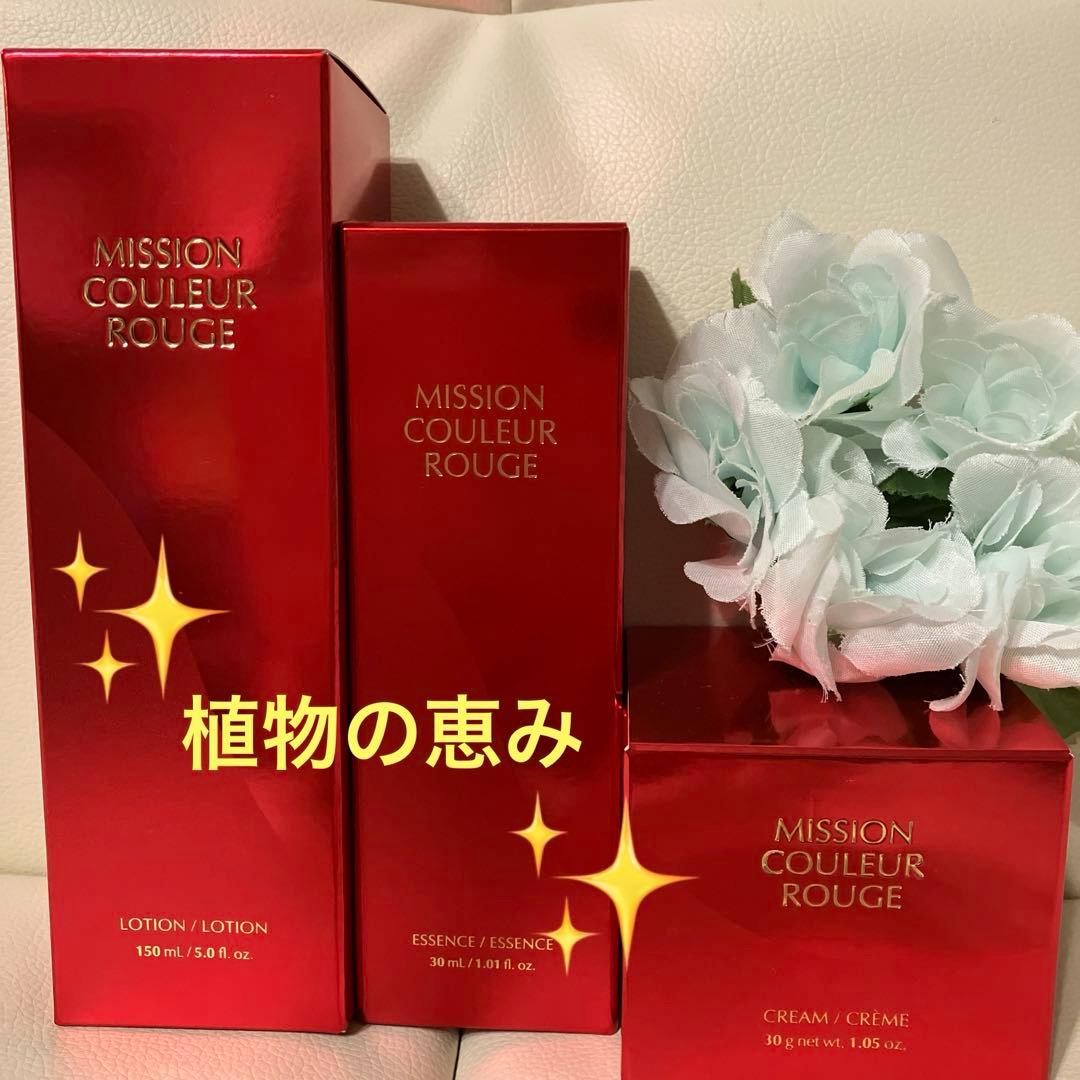 MISSION
COULEUR
ROUGE
LOTION / LOTION
150 mL / 5.0 fl. oz.
MISSION
COULEUR
ROUGE
ESSENCE / ESSENCE
30 mL / 1.01 fl. oz.
植物の恵み
MISSION
COULEUR
ROUGE
CREAM / CRÈME
30 g net wt. 1.05 oz.